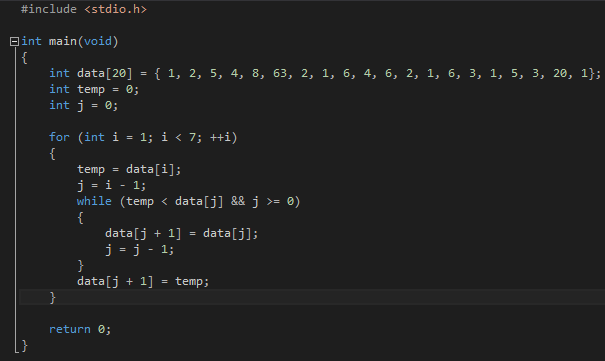 #include <stdio.h>
int main(void)
{
int data[20] = { 1, 2, 5, 4, 8, 63, 2, 1, 6, 4, 6, 2, 1, 6, 3, 1, 5, 3, 20, 1};
int temp = 0;
int j = 0;
for (int i = 1; i < 7; ++i)
{
temp = data[i];
j = i - 1;
while (temp < data[j] && j >= 0)
{
data[j + 1] = data[j];
j = j - 1;
}
data[j + 1] = temp;
}
return 0;
}